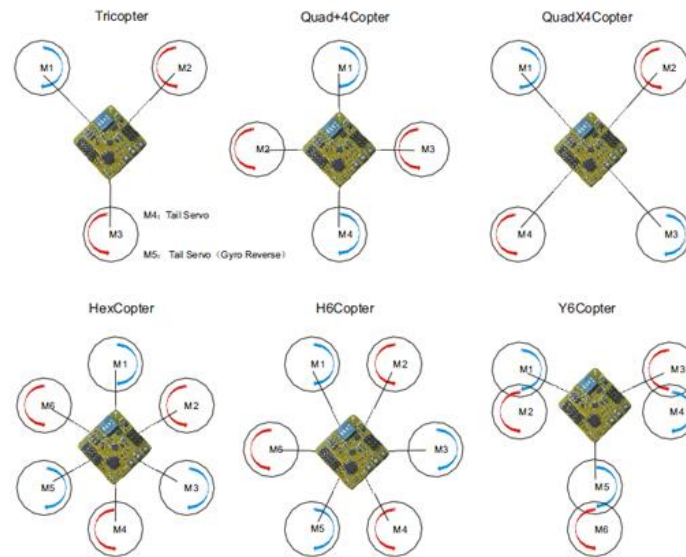 Tricopter
Quad+4Copter
QuadX4Copter
M1
M2
M1
M1
M2
M2
M3
M3
M4
M4
M3
M4： Tail Servo
M5： Tail Servo（Gyro Reverse）
HexCopter
H6Copter
Y6Copter
M1
M6
M2
M5
M3
M4
M1
M2
M6
M3
M5
M4
M1
M3
M2
M4
M5
M6